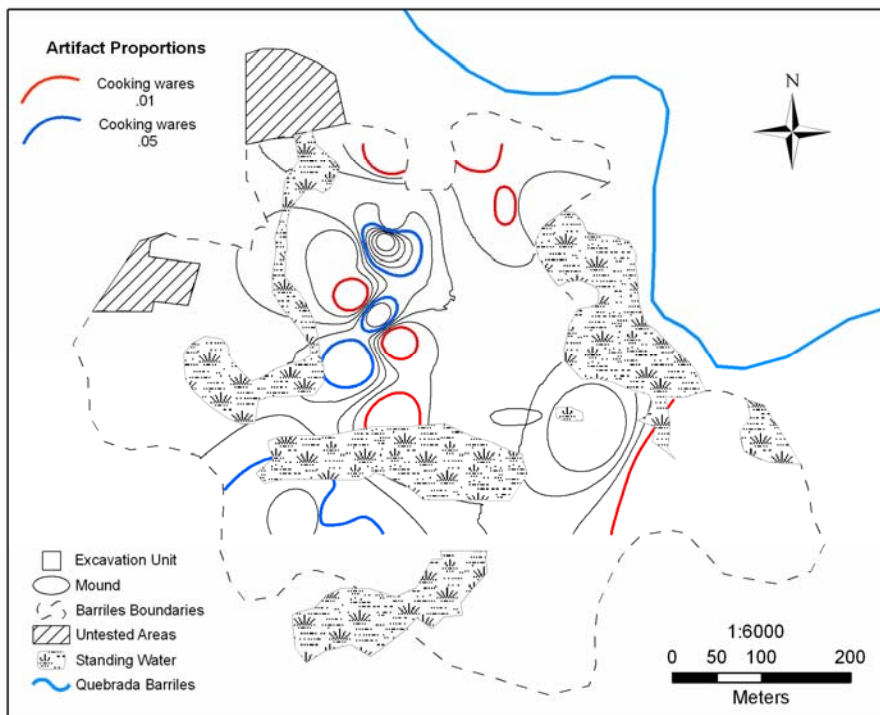 Artifact Proportions
Cooking wares
.01
Cooking wares
.05
N
Excavation Unit
Mound
Barriles Boundaries
Untested Areas
Standing Water
Quebrada Barriles
1:6000
0 50 100 200
Meters